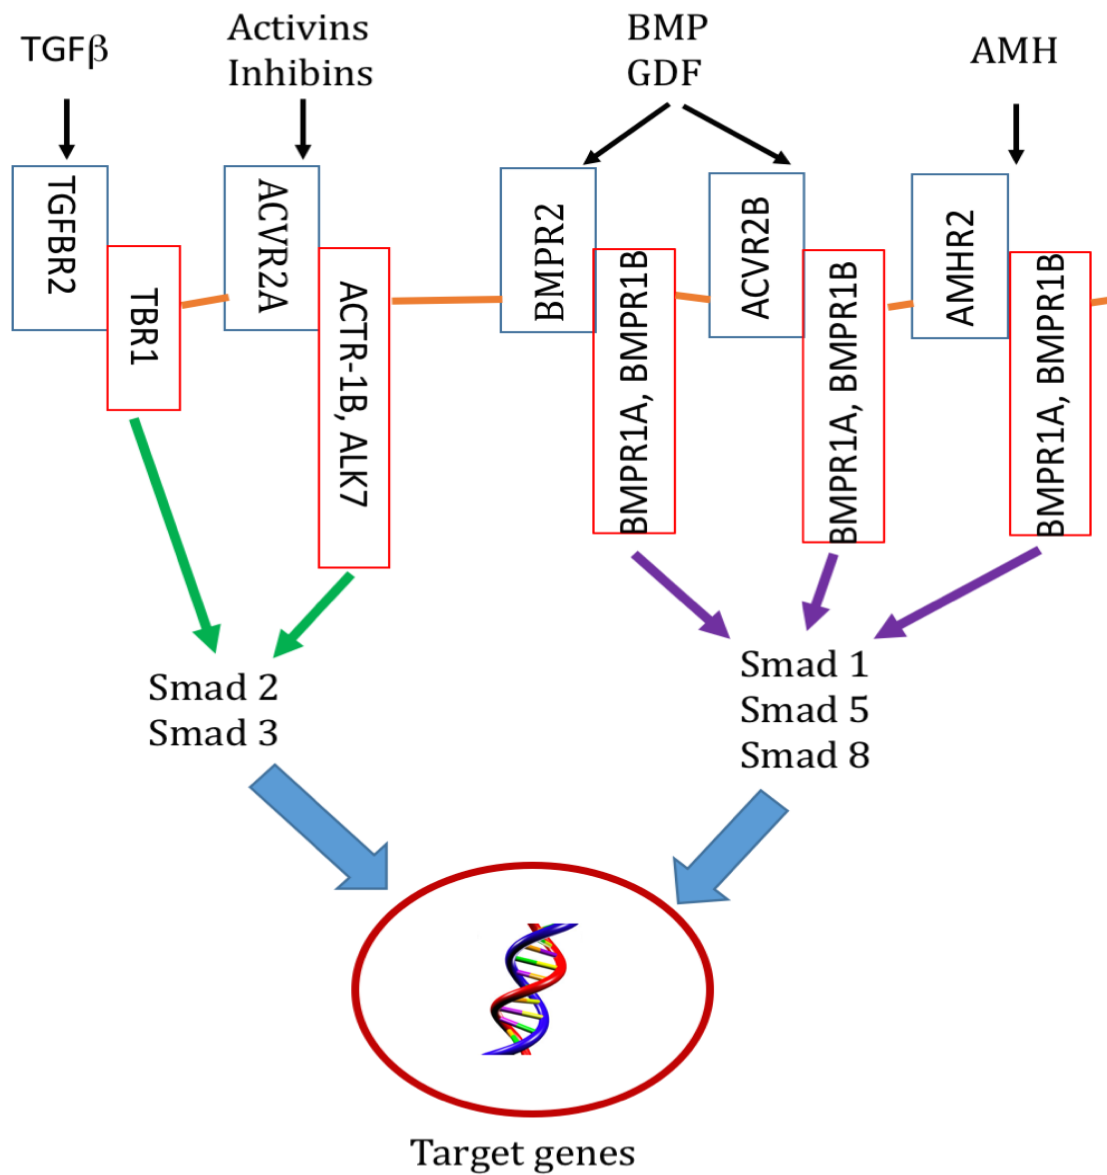 TGFβ
Activins
Inhibins
BMP
GDF
AMH
TGFBR2
TBR1
ACVR2A
ACTR-1B, ALK7
BMPR2
BMPR1A, BMPR1B
ACVR2B
BMPR1A, BMPR1B
AMHR2
BMPR1A, BMPR1B
Smad 2
Smad 3
Smad 1
Smad 5
Smad 8
Target genes